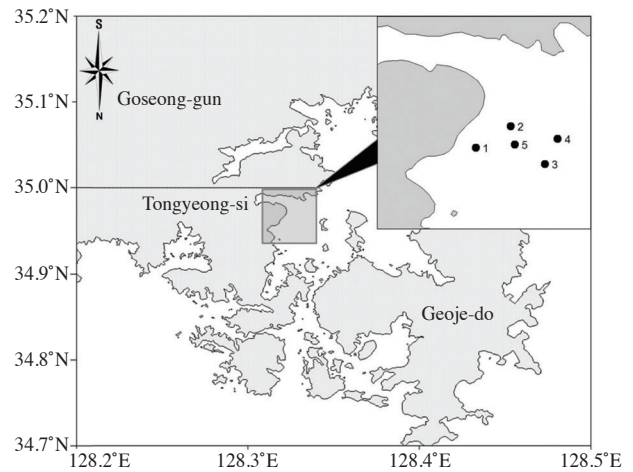 35.2°N
S
N
Goseong-gun
35.1°N
2
4
1
5
3
35.0°N
Tongyeong-si
34.9°N
Geoje-do
34.8°N
34.7°N
128.2°E 128.3°E 128.4°E 128.5°E